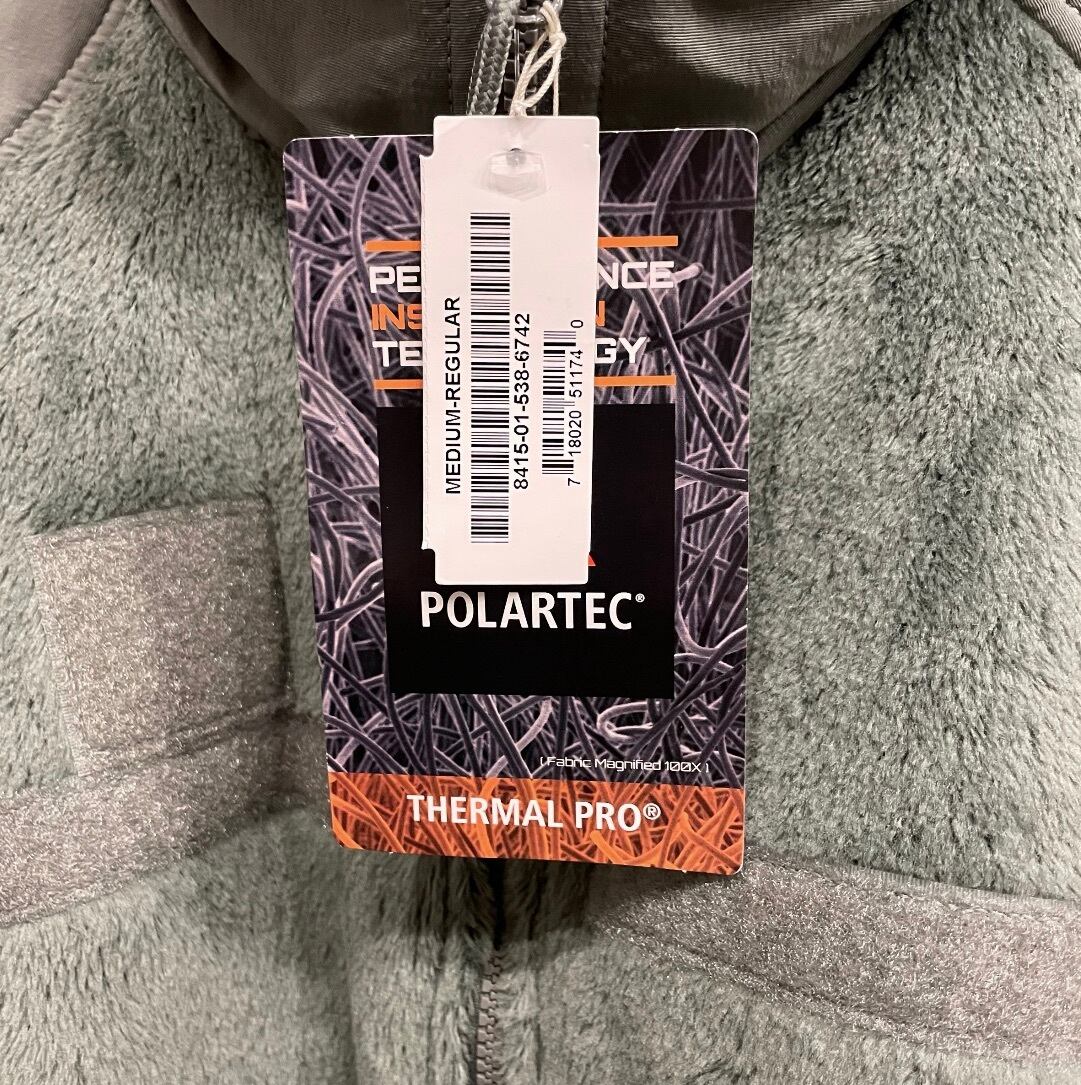 MEDIUM-REGULAR
8415-01-538-6742
7 18020 51174 0
POLARTEC®
( Fabric Magnified 100X )
THERMAL PRO®